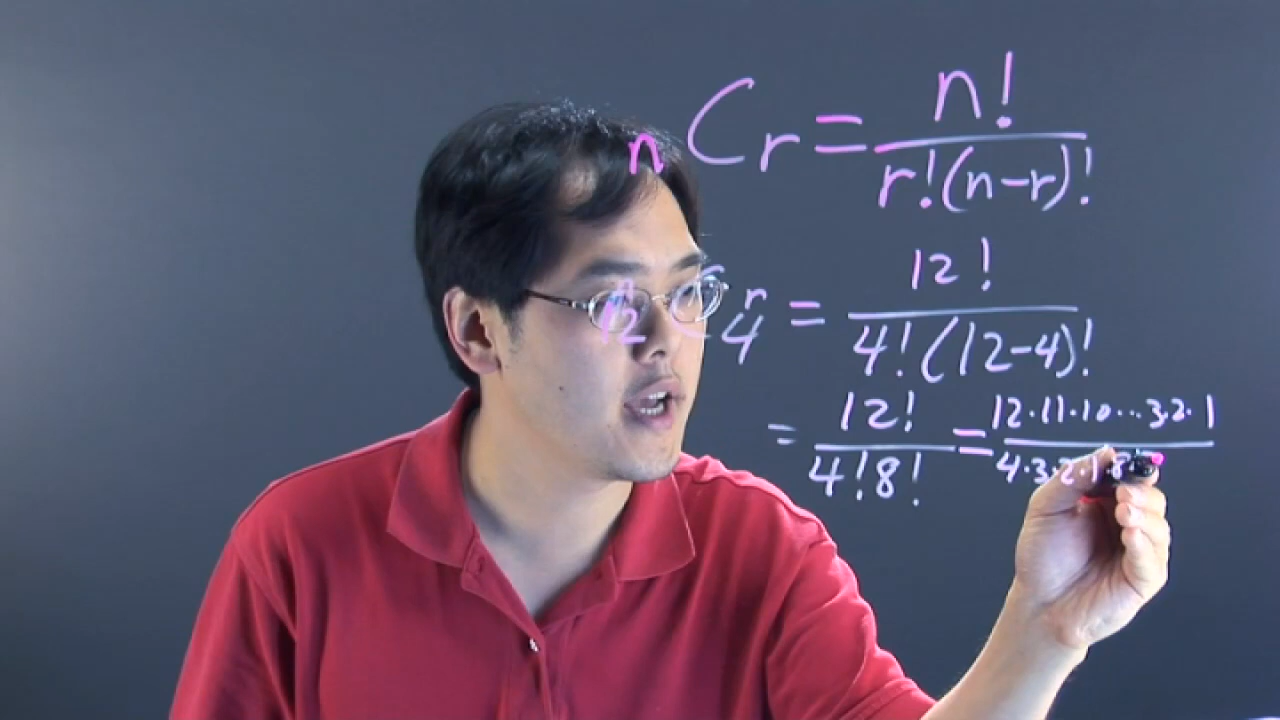 nCr = n! / r!(n-r)!
n r
12C4 = 12! / 4!(12-4)!
= 12! / 4!8! = 12·11·10···3·2·1 / 4·3·2·1·8·